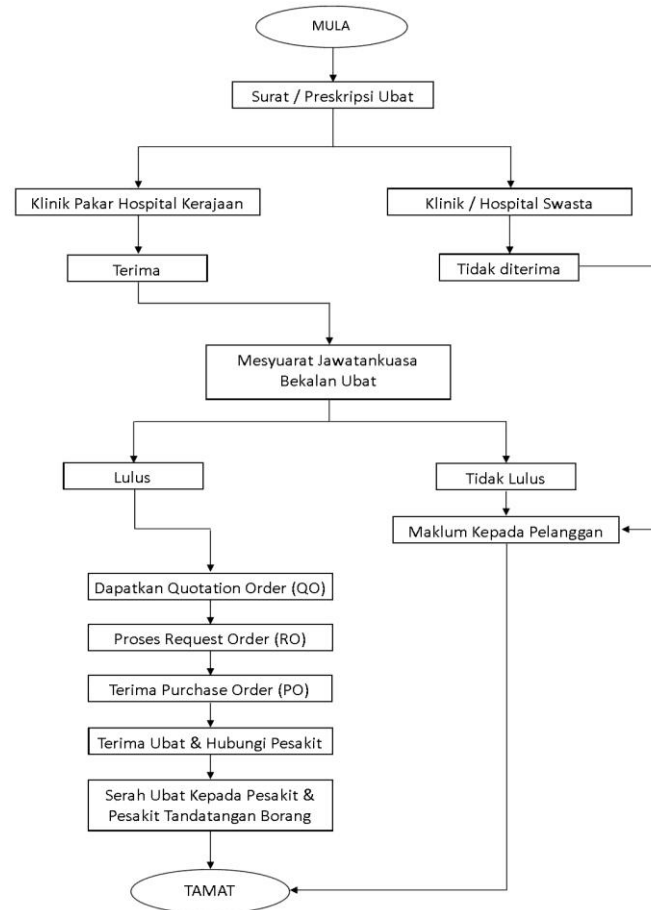 MULA
Surat / Preskripsi Ubat
Klinik Pakar Hospital Kerajaan
Klinik / Hospital Swasta
Terima
Tidak diterima
Mesyuarat Jawatankuasa
Bekalan Ubat
Lulus
Tidak Lulus
Maklum Kepada Pelanggan
Dapatkan Quotation Order (QO)
Proses Request Order (RO)
Terima Purchase Order (PO)
Terima Ubat & Hubungi Pesakit
Serah Ubat Kepada Pesakit &
Pesakit Tandatangan Borang
TAMAT